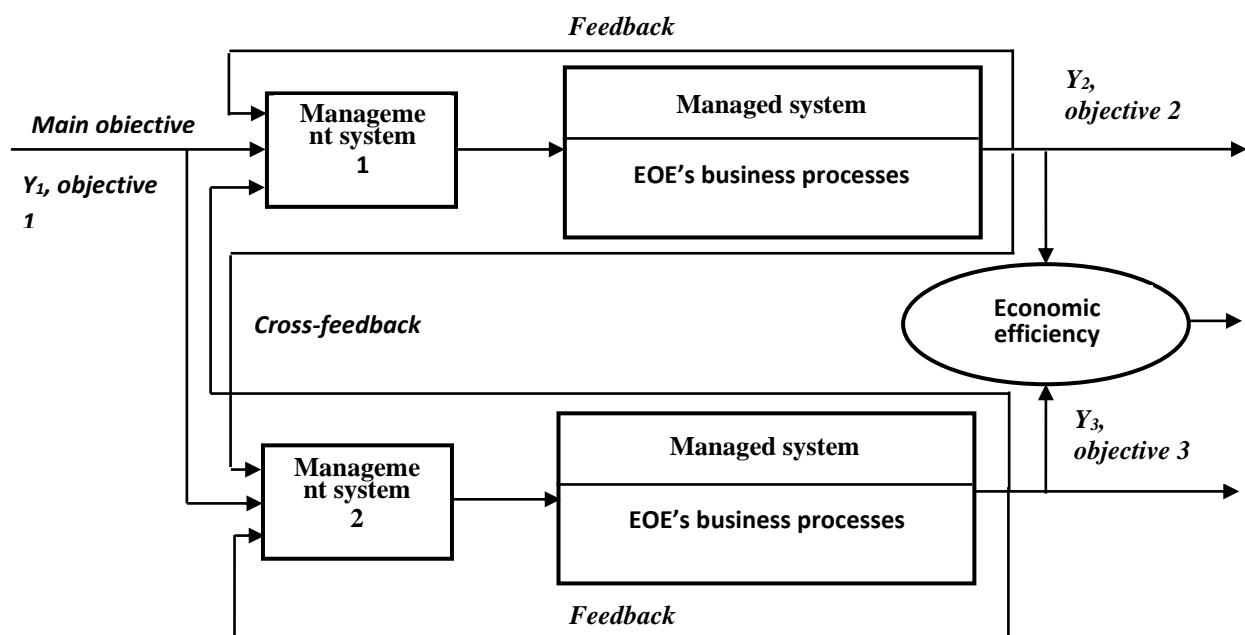 Feedback
Manageme
nt system
1
Managed system
EOE's business processes
Y2,
objective 2
Main objective
Y1, objective
1
Cross-feedback
Economic
efficiency
Manageme
nt system
2
Managed system
EOE's business processes
Y3,
objective 3
Feedback